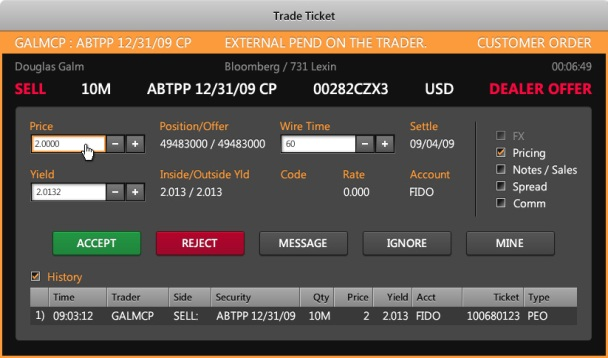 Trade Ticket
GALMCP : ABTPP 12/31/09 CP EXTERNAL PEND ON THE TRADER. CUSTOMER ORDER
Douglas Galm Bloomberg / 731 Lexin 00:06:49
SELL 10M ABTPP 12/31/09 CP 00282CZX3 USD DEALER OFFER
Price Position/Offer Wire Time Settle
2.0000 - + 49483000 / 49483000 60 - + 09/04/09
FX
Pricing
Yield Inside/Outside Yld Code Rate Account
Notes / Sales
2.0132 - + 2.013 / 2.013 0.000 FIDO
Spread
Comm
ACCEPT REJECT MESSAGE IGNORE MINE
History
Time Trader Side Security Qty Price Yield Acct Ticket Type
1) 09:03:12 GALMCP SELL: ABTPP 12/31/09 10M 2 2.013 FIDO 100680123 PEO